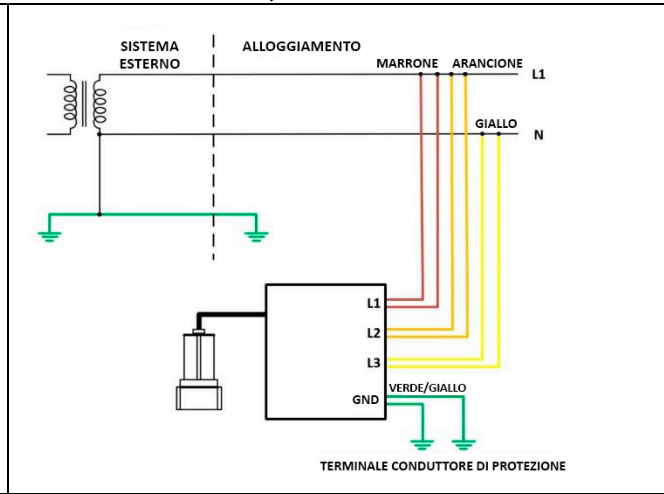 SISTEMA
ESTERNO
ALLOGGIAMENTO
MARRONE
ARANCIONE
L1
GIALLO
N
L1
L2
L3
VERDE/GIALLO
GND
TERMINALE CONDUTTORE DI PROTEZIONE